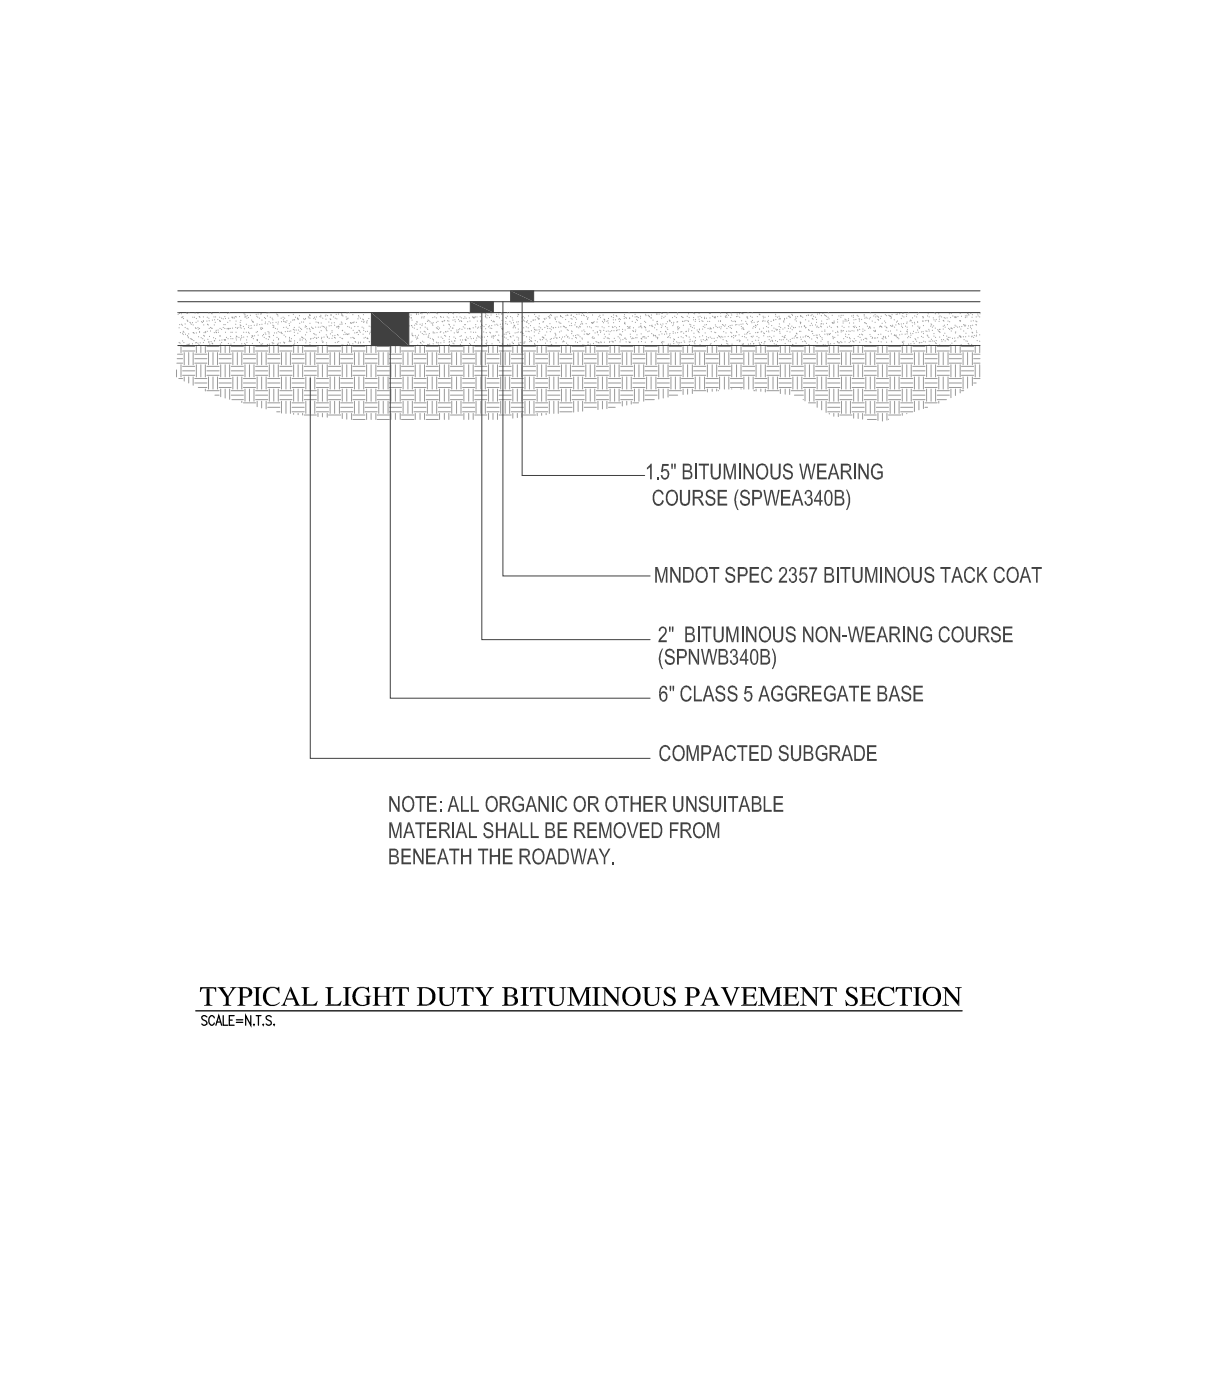 1.5" BITUMINOUS WEARING
COURSE (SPWEA340B)
MNDOT SPEC 2357 BITUMINOUS TACK COAT
2" BITUMINOUS NON-WEARING COURSE
(SPNWB340B)
6" CLASS 5 AGGREGATE BASE
COMPACTED SUBGRADE
NOTE: ALL ORGANIC OR OTHER UNSUITABLE
MATERIAL SHALL BE REMOVED FROM
BENEATH THE ROADWAY.
TYPICAL LIGHT DUTY BITUMINOUS PAVEMENT SECTION
SCALE=N.T.S.